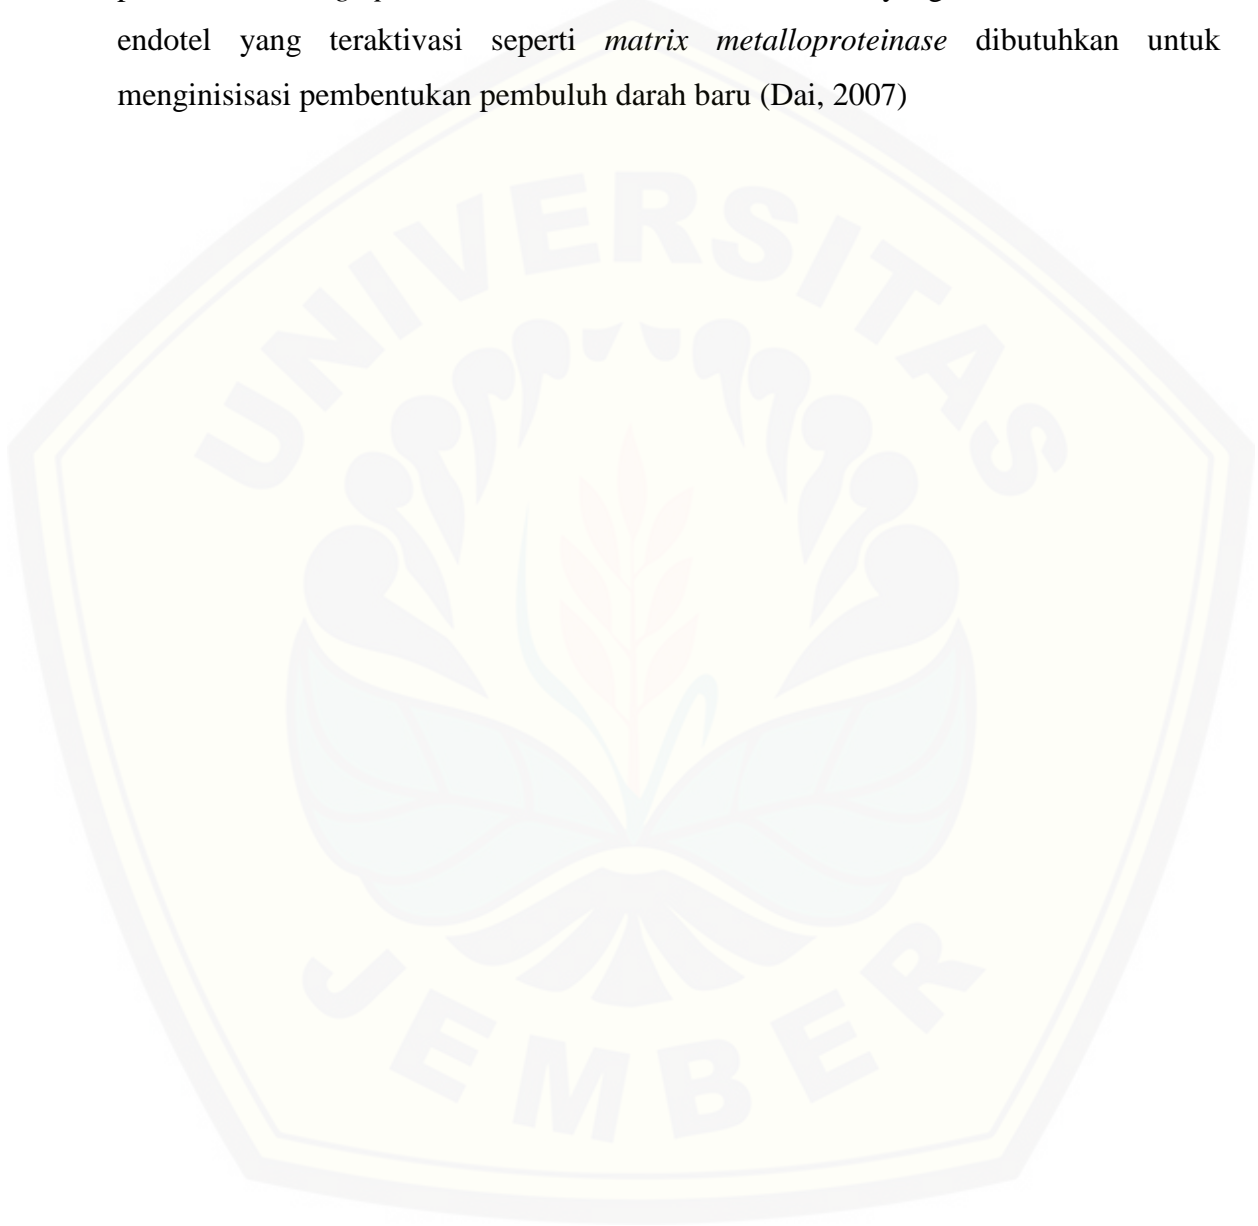 endotel yang teraktivasi seperti matrix metalloproteinase dibutuhkan untuk
menginisisasi pembentukan pembuluh darah baru (Dai, 2007)
UNIVERSITAS
JEMBER